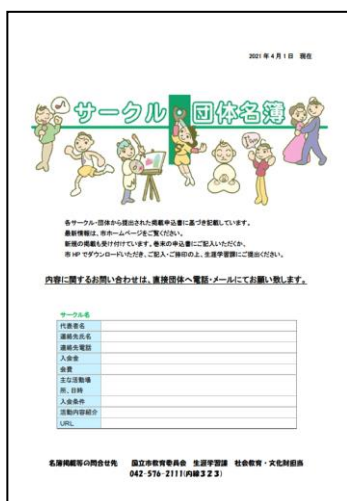 2021年4月1日 現在
サークル・団体名簿
各サークル・団体から提出された掲載申込書に基づき記載しています。
最新情報は、市ホームページをご覧ください。
新規の掲載も受け付けています。巻末の申込書にご記入いただくか、
市HPでダウンロードいただき、ご記入・ご捺印の上、生涯学習課にご提出ください。
内容に関するお問い合わせは、直接団体へ電話・メールにてお願い致します。
サークル名
代表者名
連絡先氏名
連絡先電話
入会金
会費
主な活動場
所、日時
入会条件
活動内容紹介
URL
名簿掲載等の問合せ先 国立市教育委員会 生涯学習課 社会教育・文化財担当
042-576-2111(内線323)